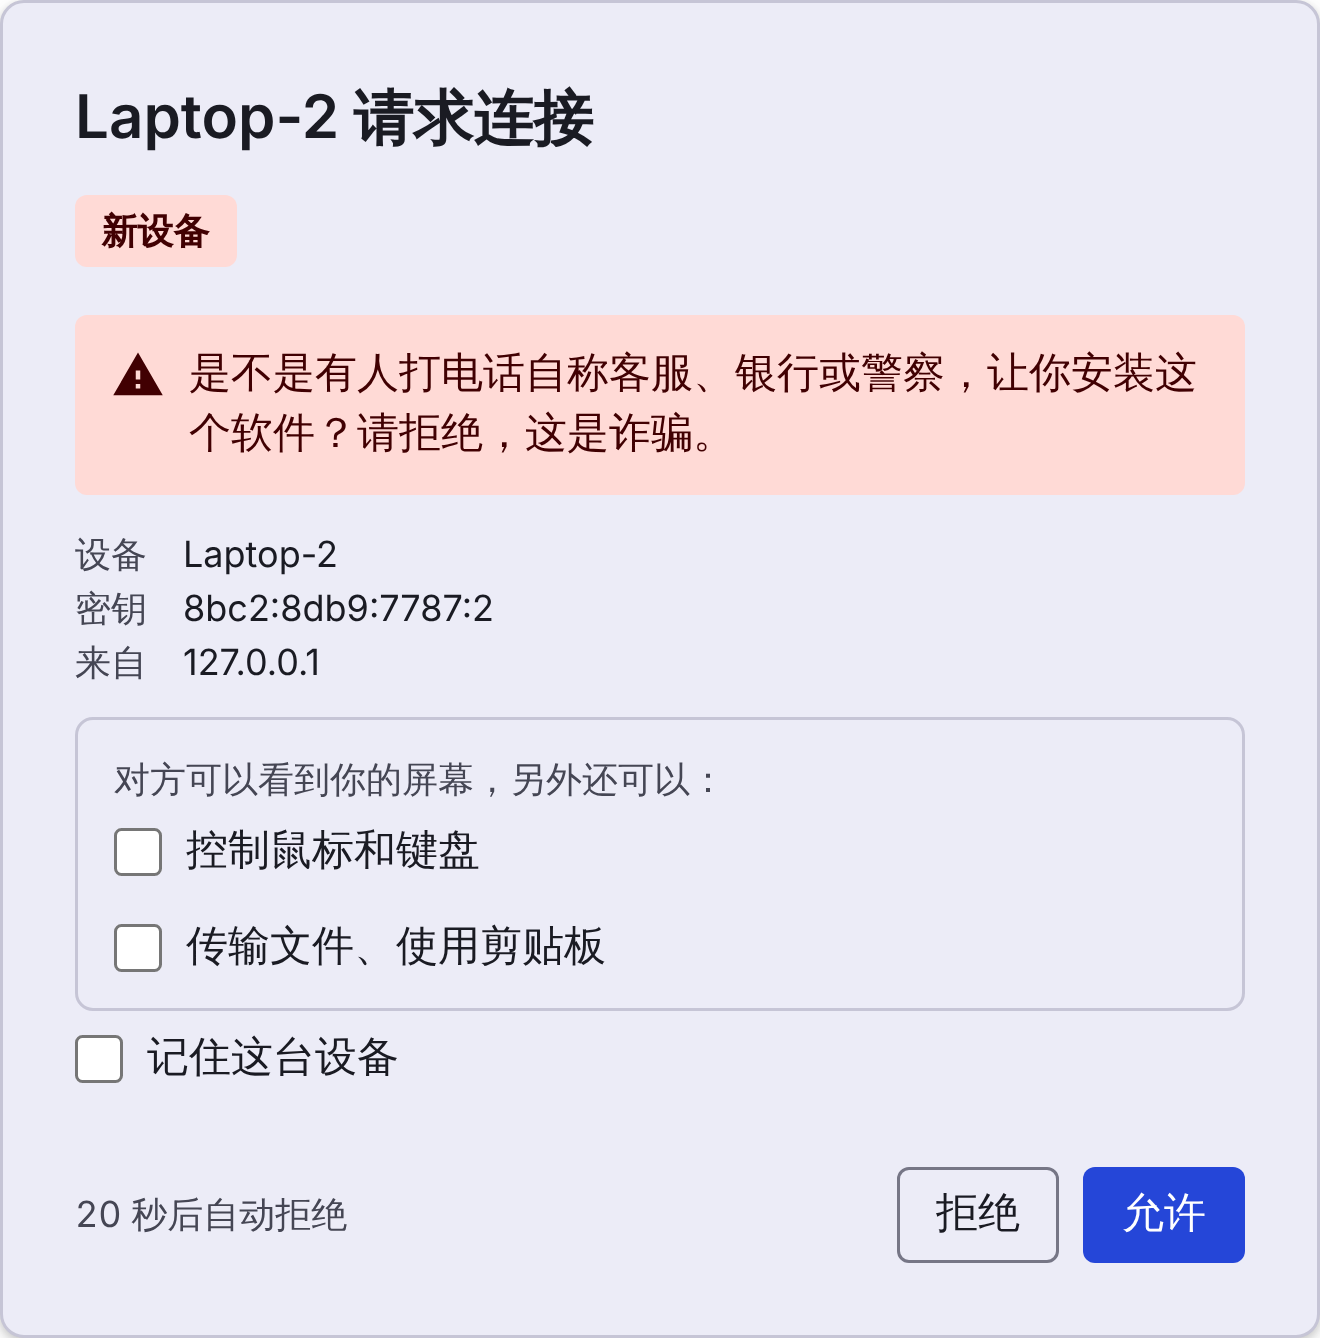 Laptop-2 请求连接
新设备
是不是有人打电话自称客服、银行或警察，让你安装这
个软件？请拒绝，这是诈骗。
设备 Laptop-2
密钥 8bc2:8db9:7787:2
来自 127.0.0.1
对方可以看到你的屏幕，另外还可以：
控制鼠标和键盘
传输文件、使用剪贴板
记住这台设备
20 秒后自动拒绝 拒绝 允许